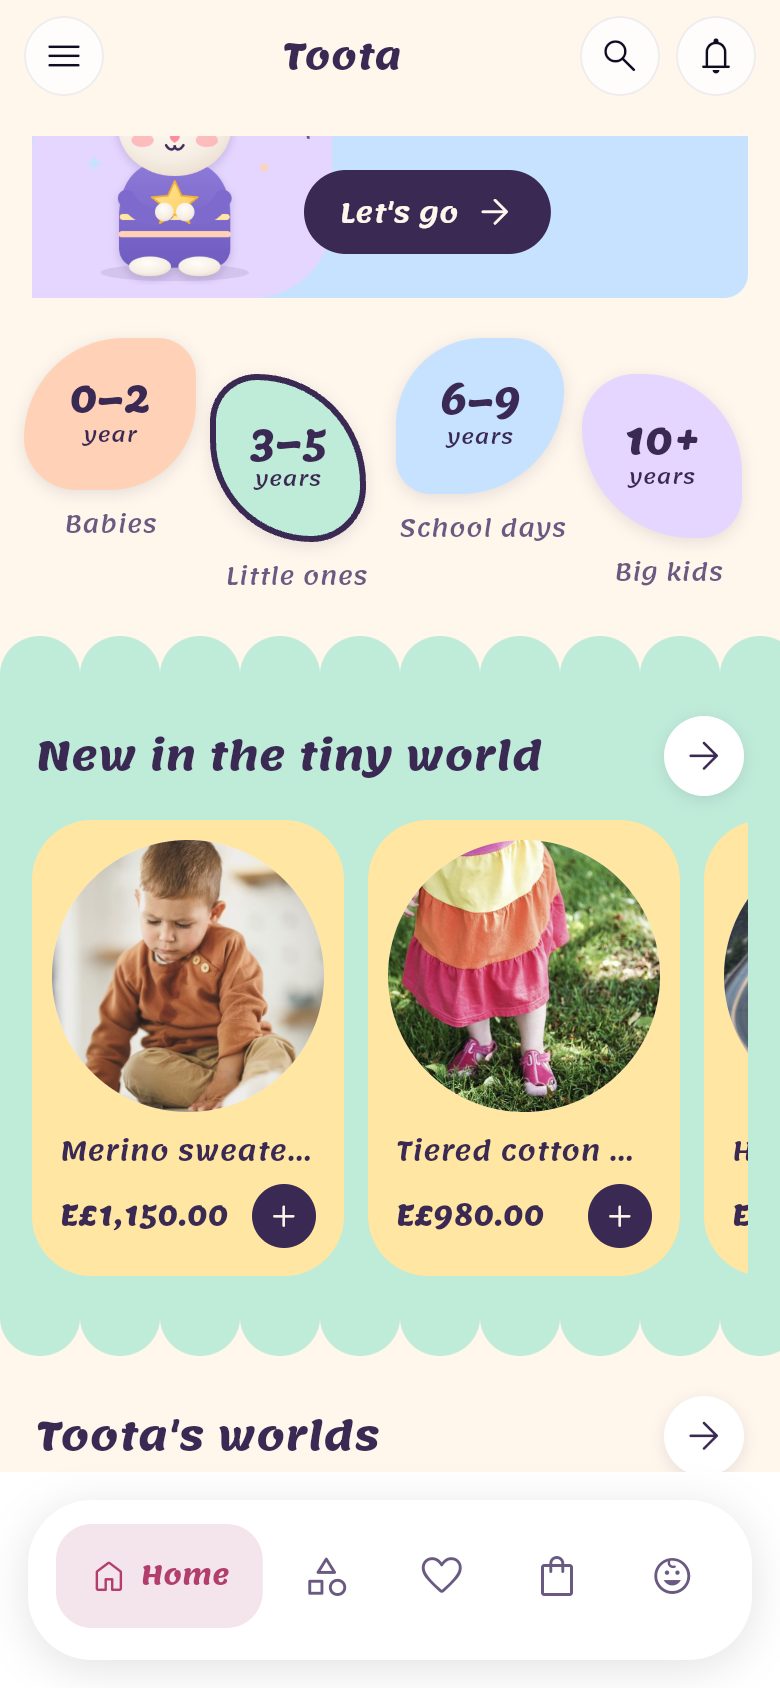 Toota
Let's go
0–2
year
Babies
3–5
years
Little ones
6–9
years
School days
10+
years
Big kids
New in the tiny world
Merino sweate...
E£1,150.00
Tiered cotton ...
E£980.00
Toota's worlds
Home